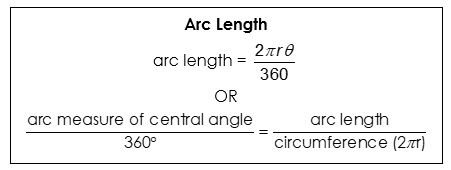 Arc Length
arc length = 2πrθ / 360
OR
arc measure of central angle / 360° = arc length / circumference (2πr)